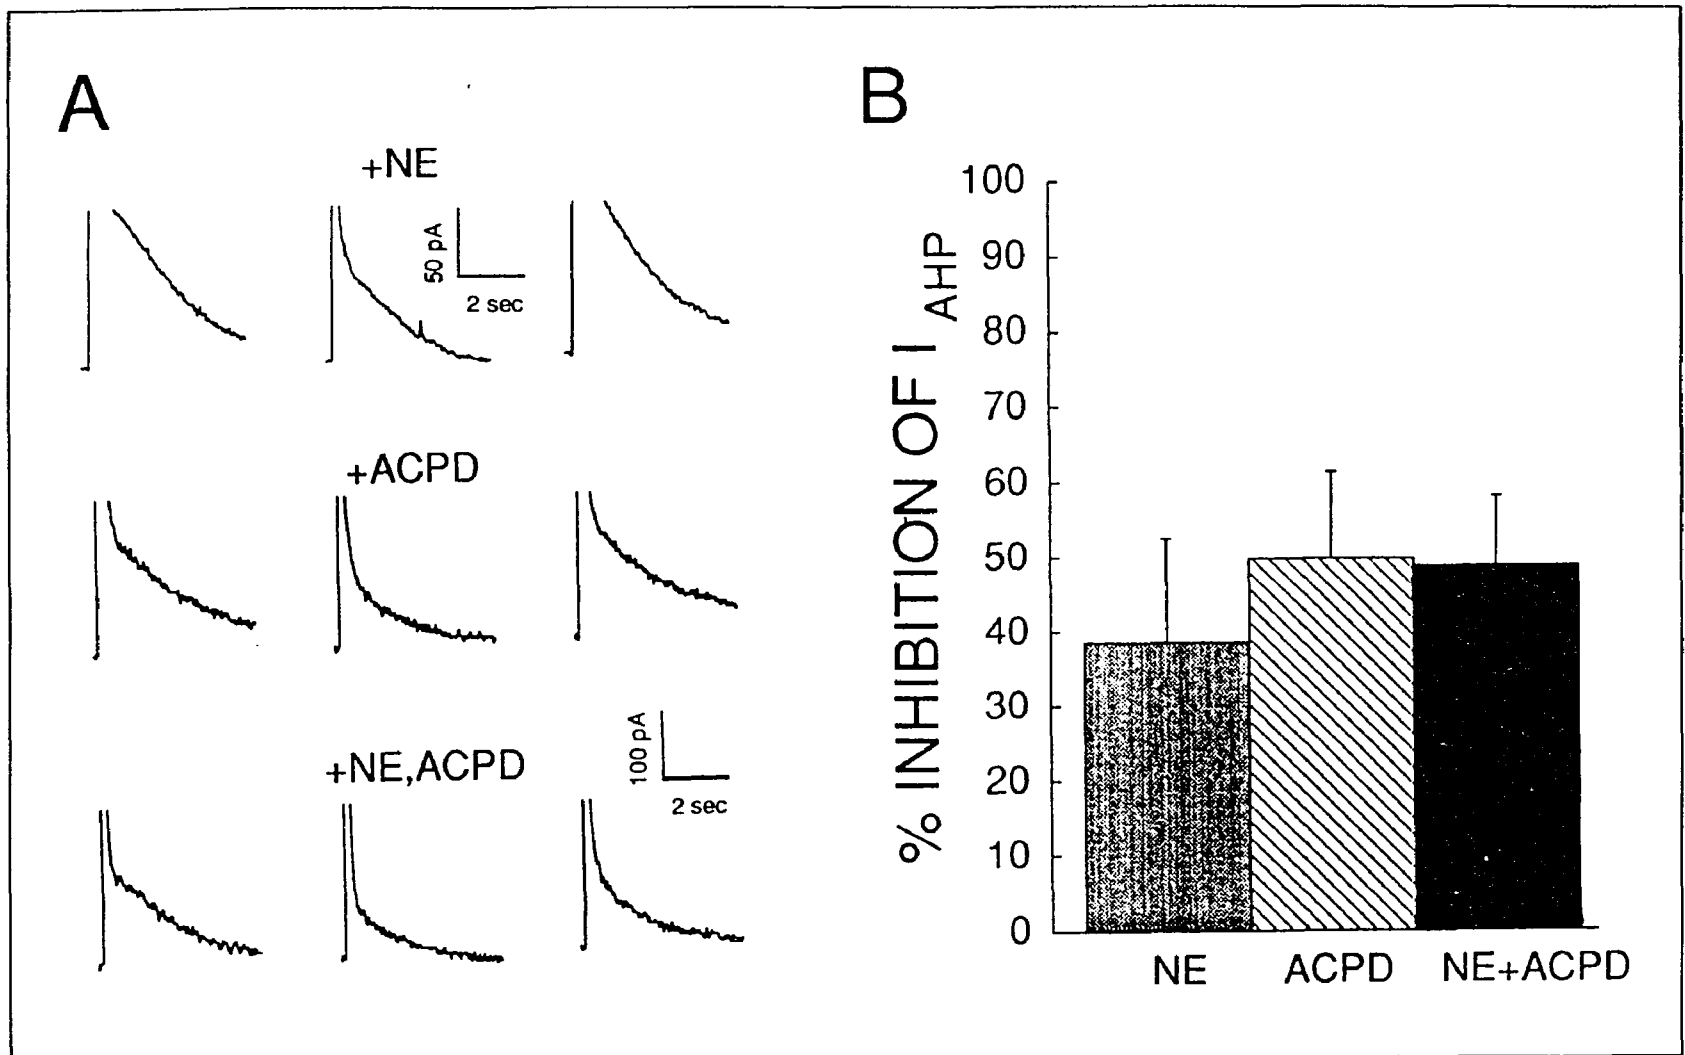 A
+NE
50 pA
2 sec
+ACPD
+NE,ACPD
100 pA
2 sec
B
% INHIBITION OF I AHP
100
90
80
70
60
50
40
30
20
10
0
NE ACPD NE+ACPD